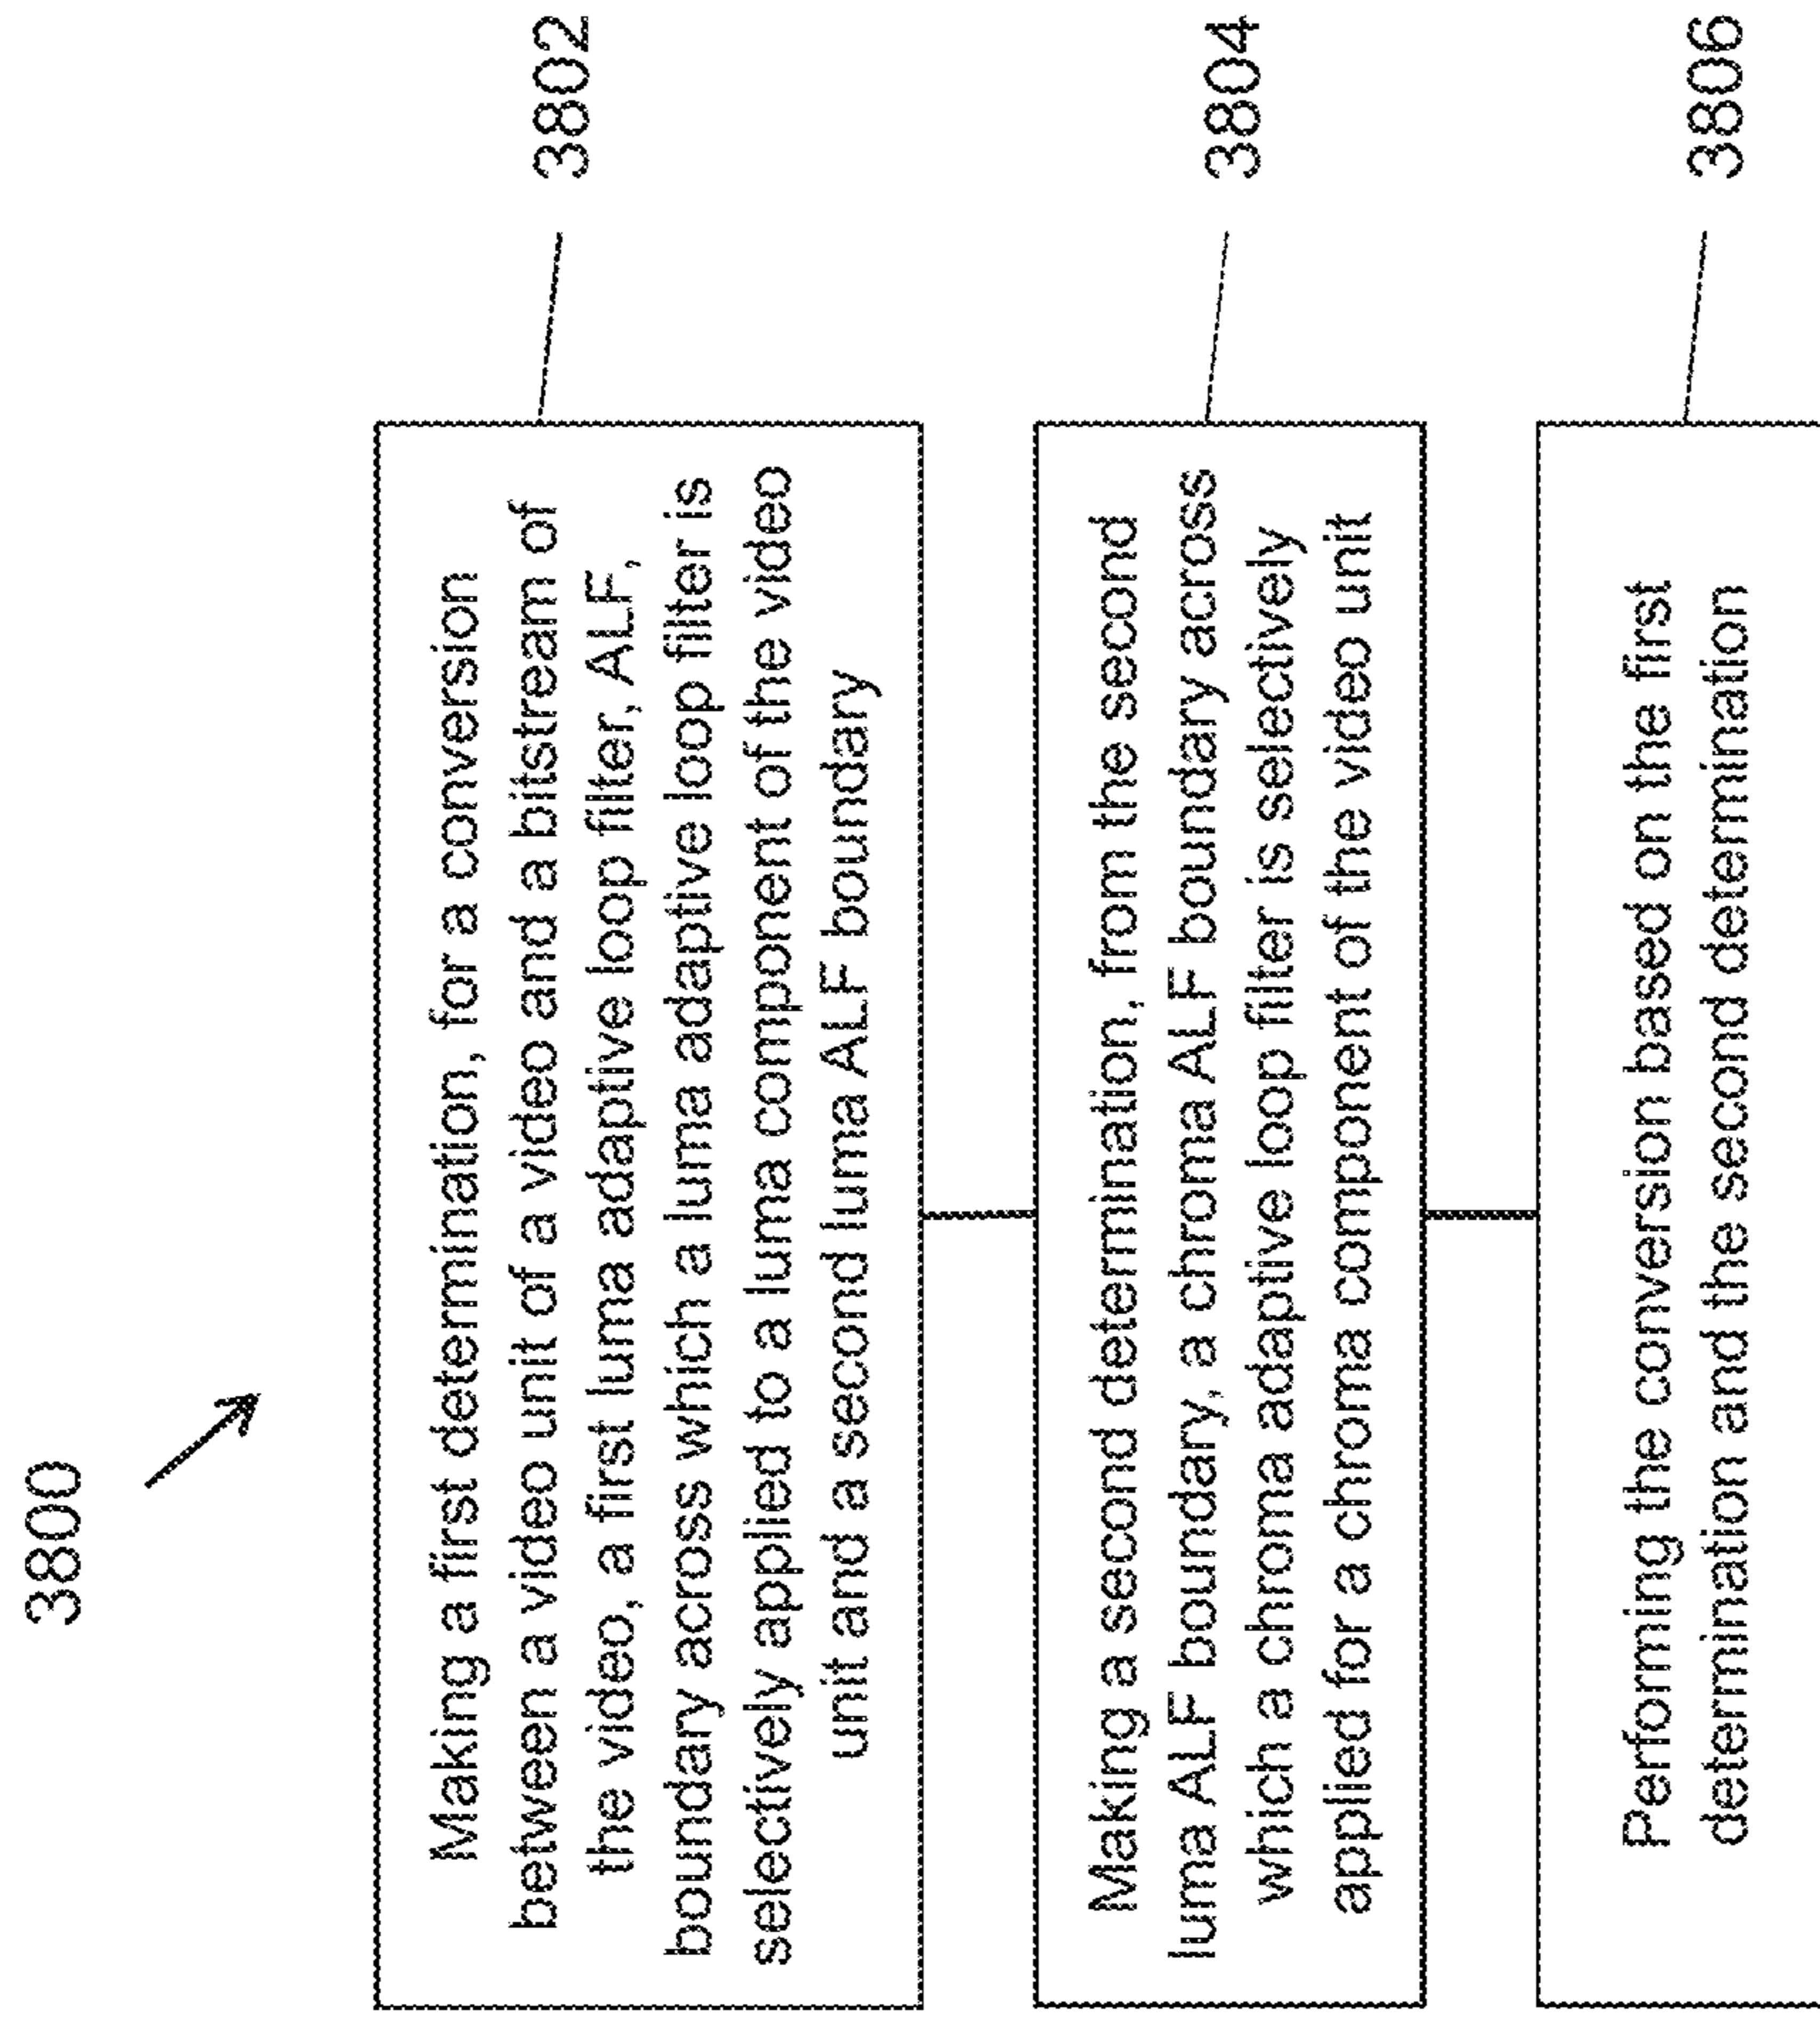 3800
Making a first determination, for a conversion
between a video unit of a video and a bitstream of
the video, a first luma adaptive loop filter, ALF,
boundary across which a luma adaptive loop filter is
selectively applied to a luma component of the video
unit and a second luma ALF boundary
3802
Making a second determination, from the second
luma ALF boundary, a chroma ALF boundary across
which a chroma adaptive loop filter is selectively
applied for a chroma component of the video unit
3804
Performing the conversion based on the first
determination and the second determination
3806